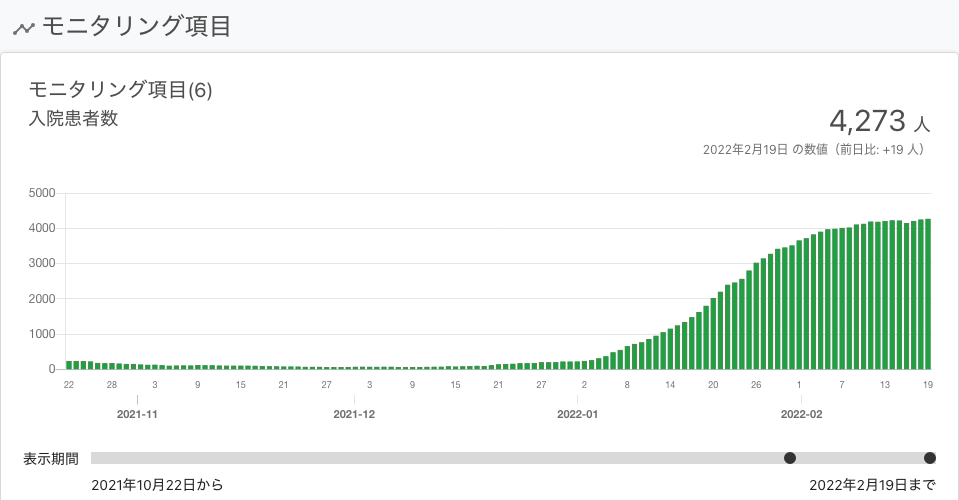 モニタリング項目
モニタリング項目(6)
入院患者数
4,273 人
2022年2月19日 の数値（前日比: +19 人）
5000
4000
3000
2000
1000
0
22 28 3 9 15 21 27 3 9 15 21 27 2 8 14 20 26 1 7 13 19
2021-11 2021-12 2022-01 2022-02
表示期間
2021年10月22日から 2022年2月19日まで